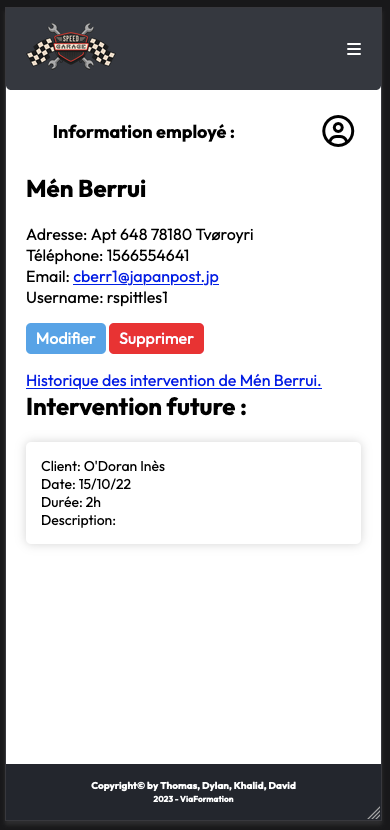 SPEED
GARAGE
Information employé :
Mén Berrui
Adresse: Apt 648 78180 Tvøroyri
Téléphone: 1566554641
Email: cberr1@japanpost.jp
Username: rspittles1
Modifier Supprimer
Historique des intervention de Mén Berrui.
Intervention future :
Client: O'Doran Inès
Date: 15/10/22
Durée: 2h
Description:
Copyright© by Thomas, Dylan, Khalid, David
2023 - ViaFormation